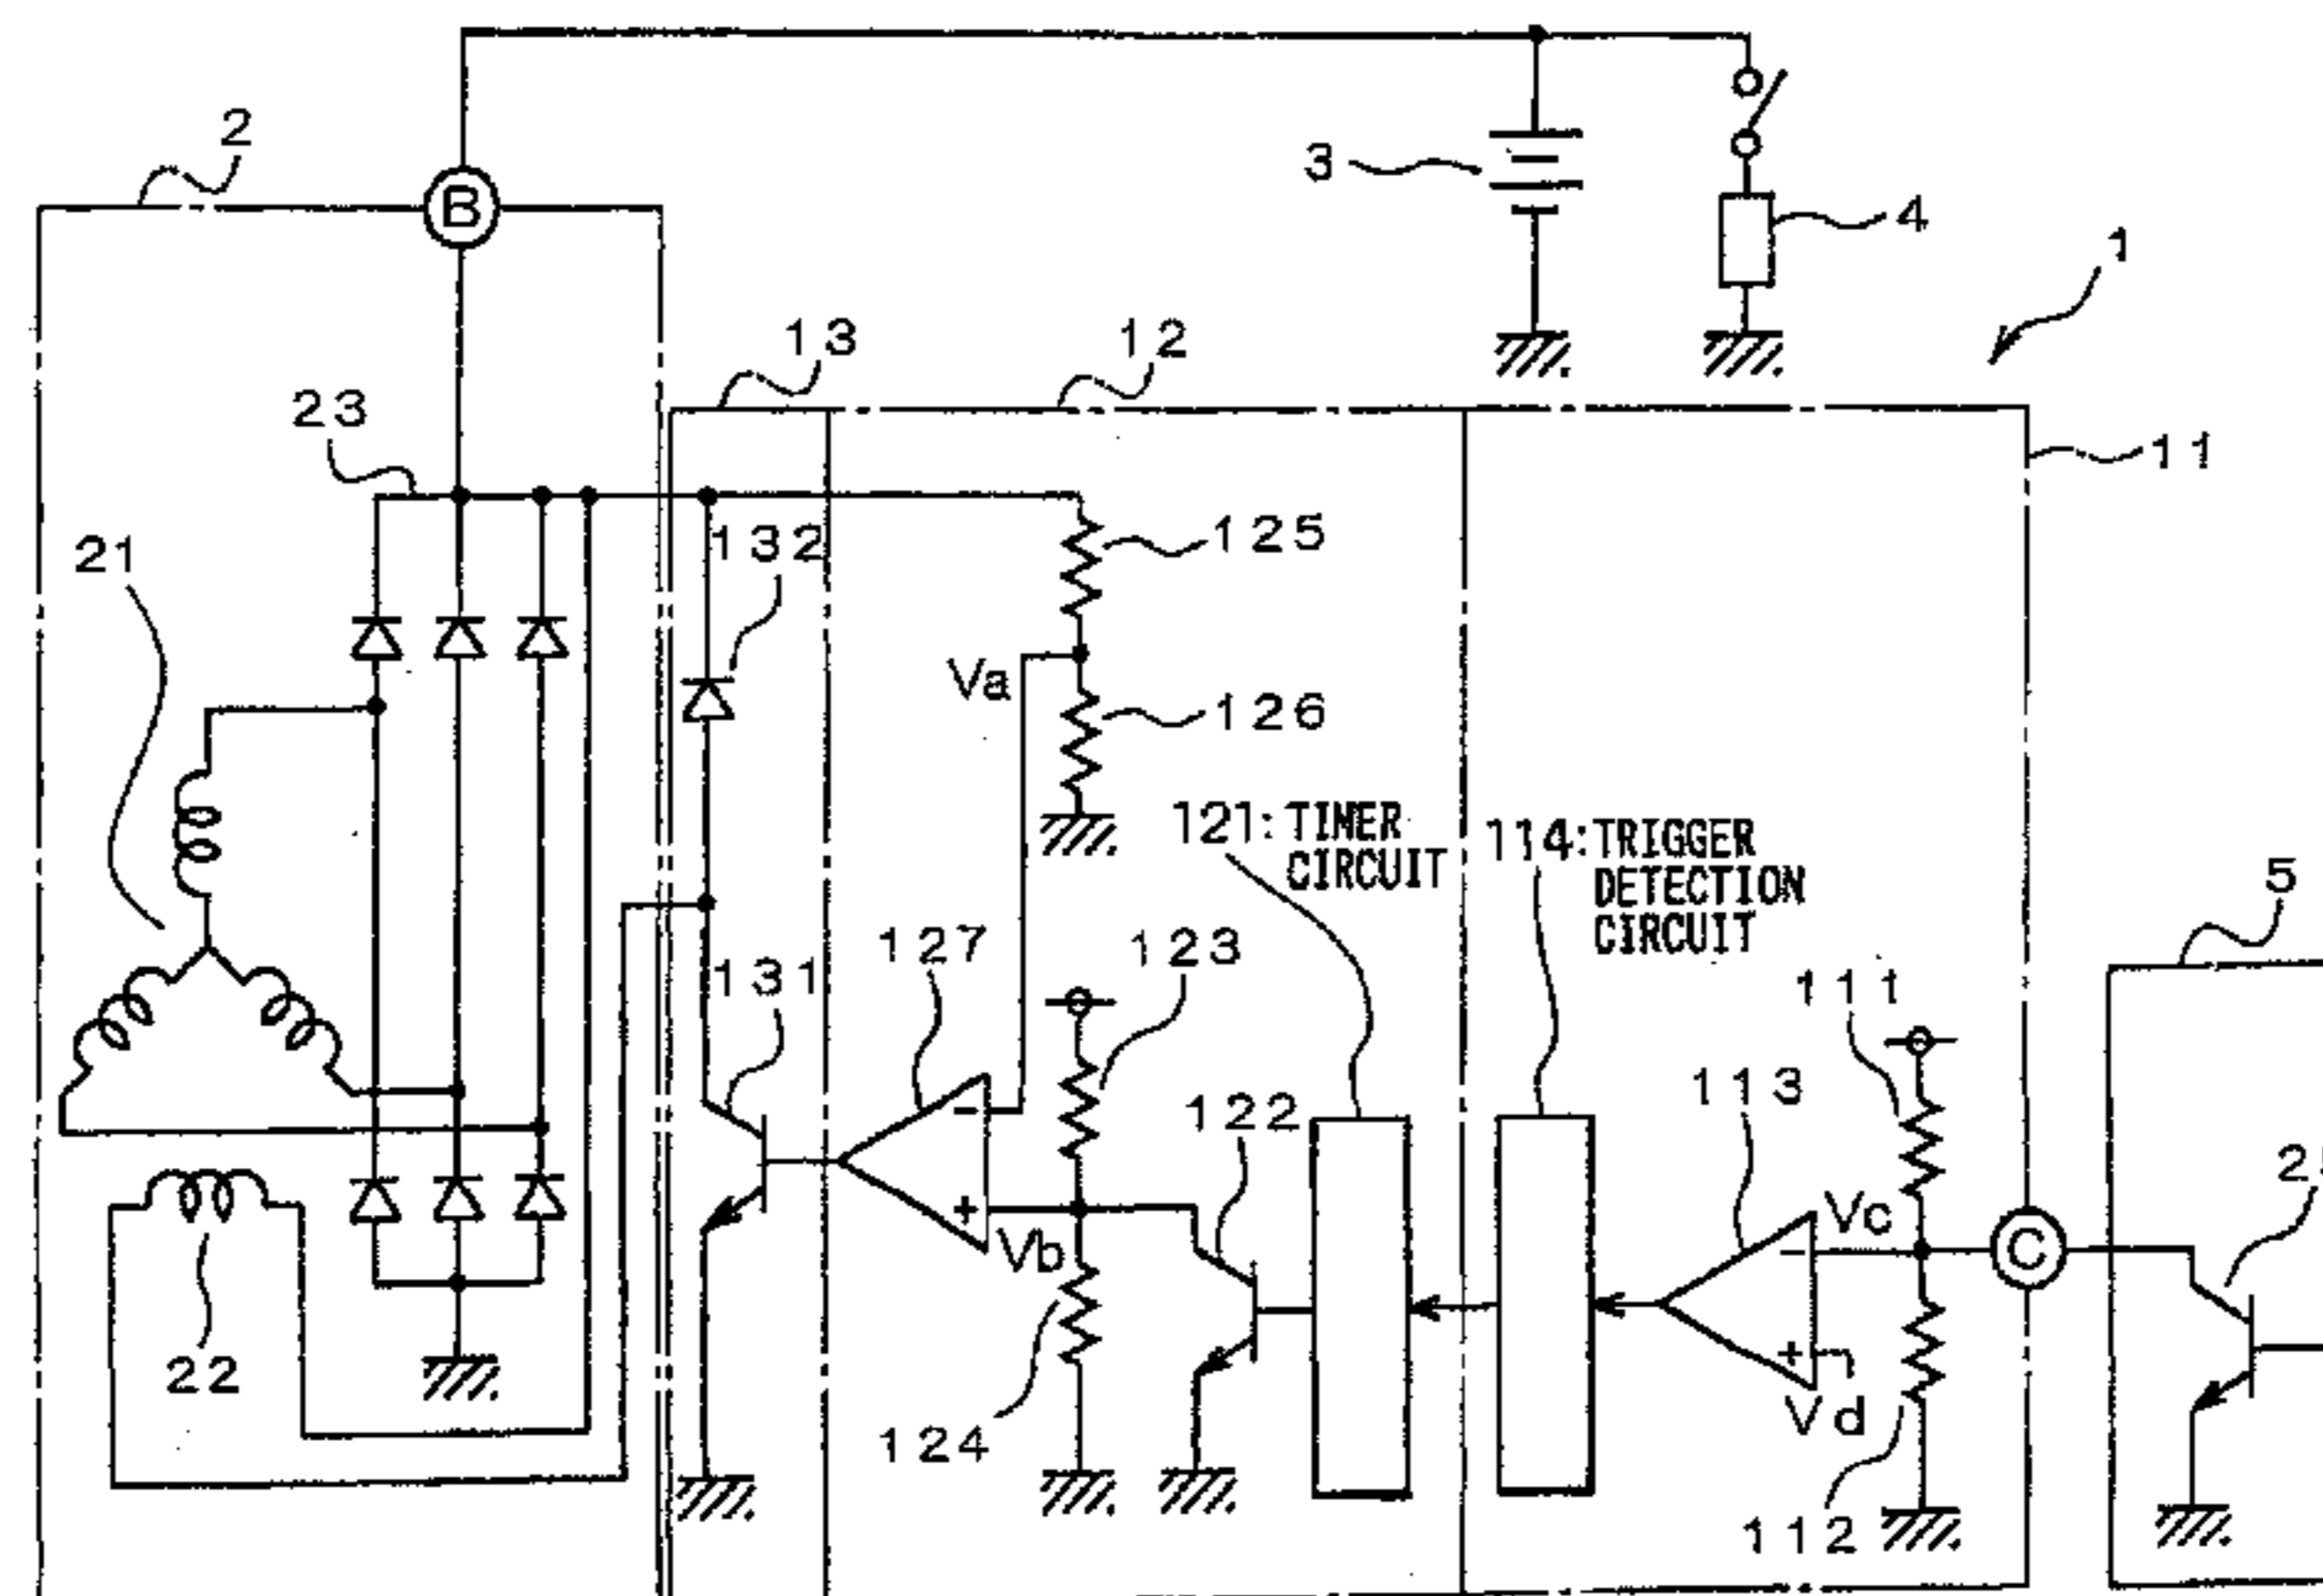 2
B
3
4
1
13
12
23
11
132
125
21
Va
126
121: TIMER
CIRCUIT
114: TRIGGER
DETECTION
CIRCUIT
5
131
127
123
111
122
113
-
+
Vb
Vc
C
-
+
Vd
22
124
112